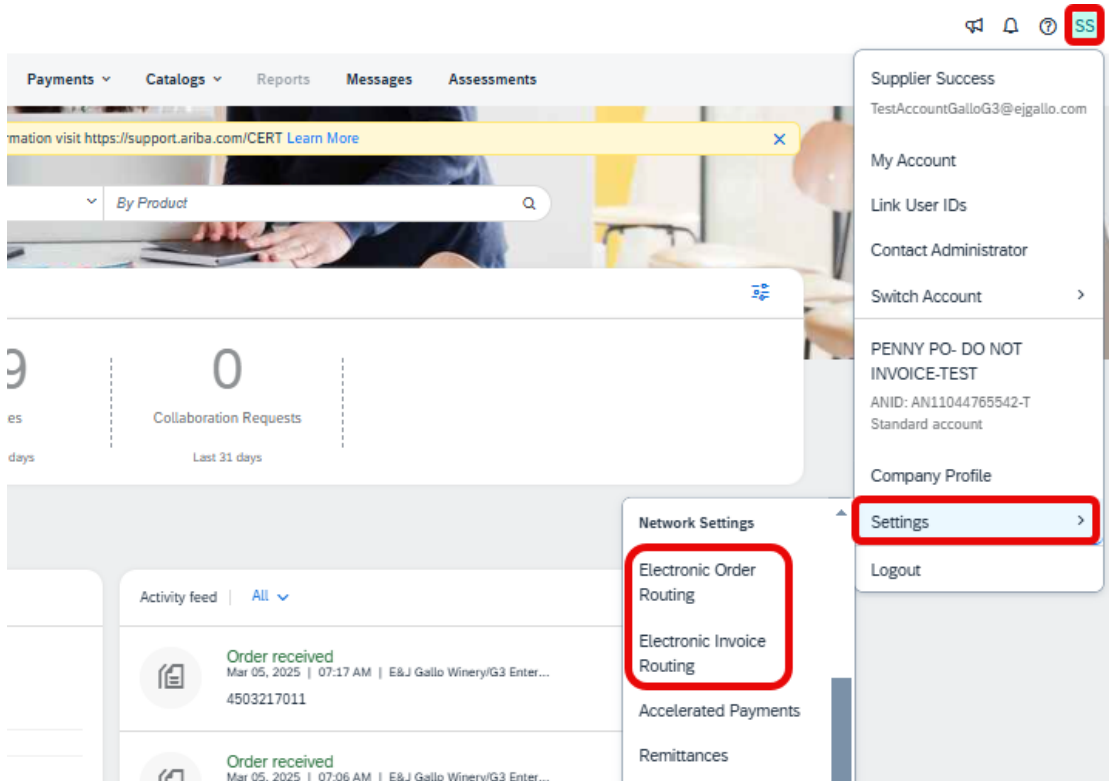 SS
Payments
Catalogs
Reports
Messages
Assessments
rmation visit https://support.ariba.com/CERT Learn More
By Product
9
es
days
0
Collaboration Requests
Last 31 days
Supplier Success
TestAccountGalloG3@ejgallo.com
My Account
Link User IDs
Contact Administrator
Switch Account
PENNY PO- DO NOT
INVOICE-TEST
ANID: AN11044765542-T
Standard account
Company Profile
Settings
Logout
Network Settings
Electronic Order
Routing
Electronic Invoice
Routing
Accelerated Payments
Remittances
Activity feed
All
Order received
Mar 05, 2025 | 07:17 AM | E&J Gallo Winery/G3 Enter...
4503217011
Order received
Mar 05, 2025 | 07:06 AM | E&J Gallo Winery/G3 Enter...